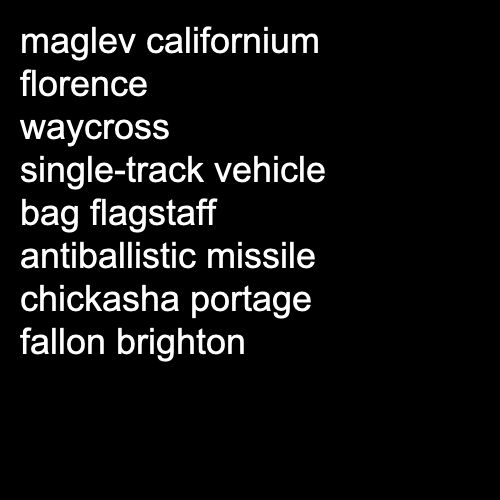 maglev californium
florence
waycross
single-track vehicle
bag flagstaff
antiballistic missile
chickasha portage
fallon brighton